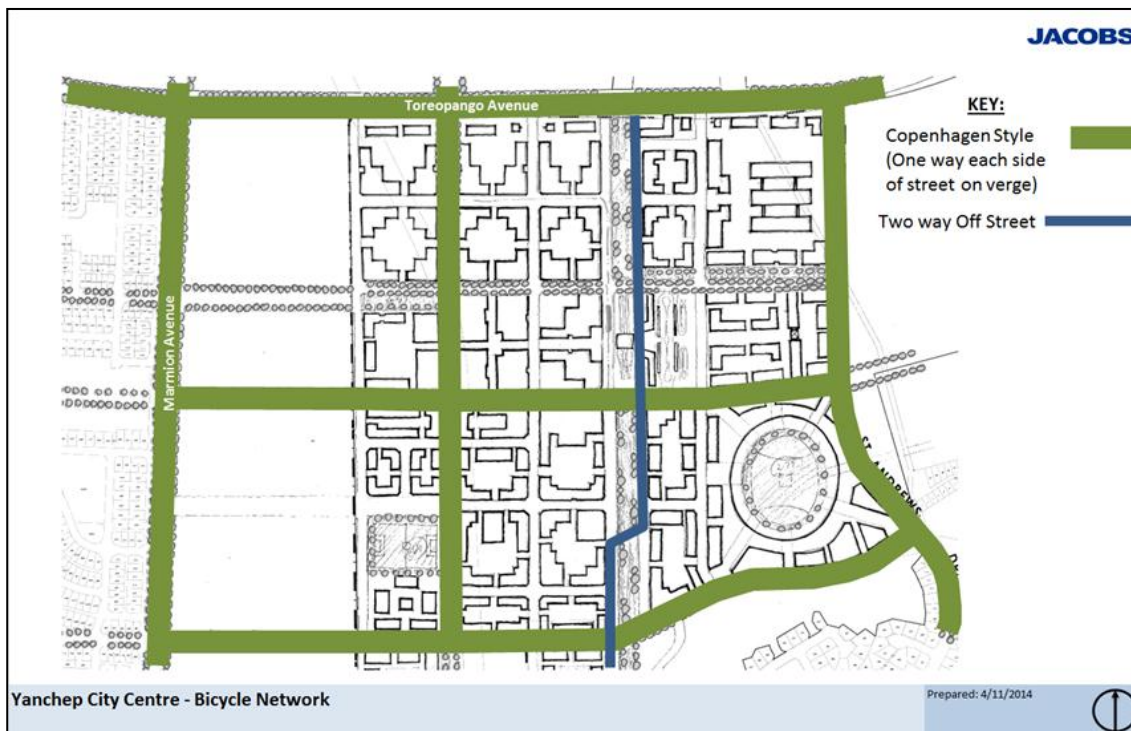 JACOBS
Toreopango Avenue
KEY:
Copenhagen Style
(One way each side
of street on verge)
Two way Off Street
Marmion Avenue
ST. ANDREWS
Yanchep City Centre - Bicycle Network
Prepared: 4/11/2014